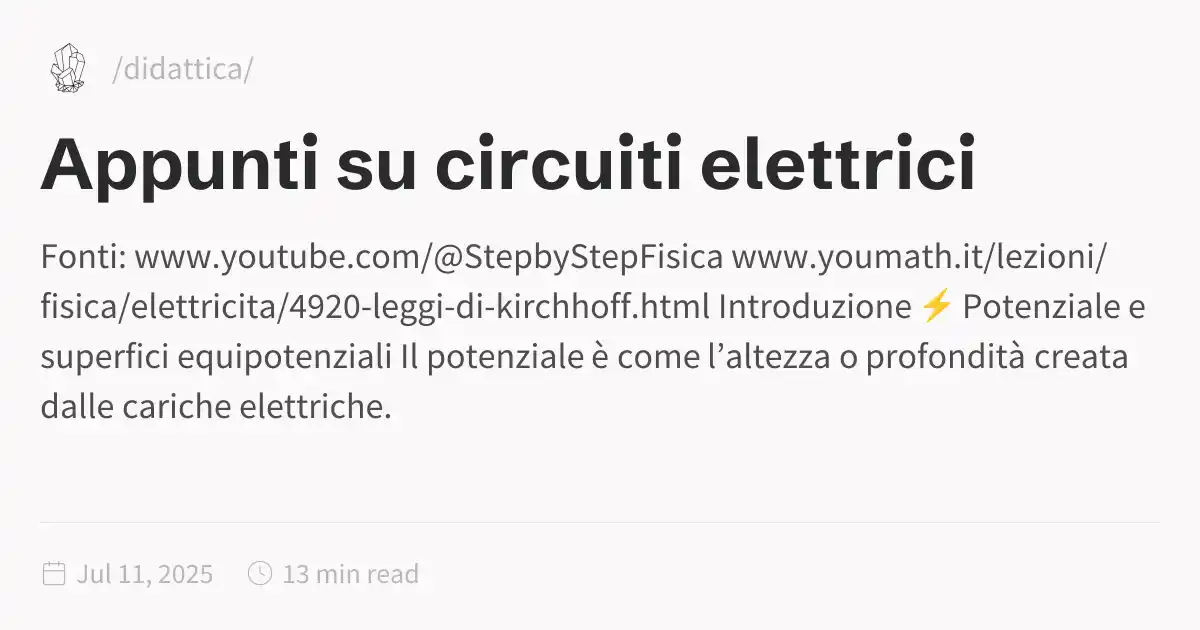 /didattica/
Appunti su circuiti elettrici
Fonti: www.youtube.com/@StepbyStepFisica www.youmath.it/lezioni/
fisica/elettricita/4920-leggi-di-kirchhoff.html Introduzione ⚡ Potenziale e
superfici equipotenziali Il potenziale è come l’altezza o profondità creata
dalle cariche elettriche.
Jul 11, 2025 13 min read